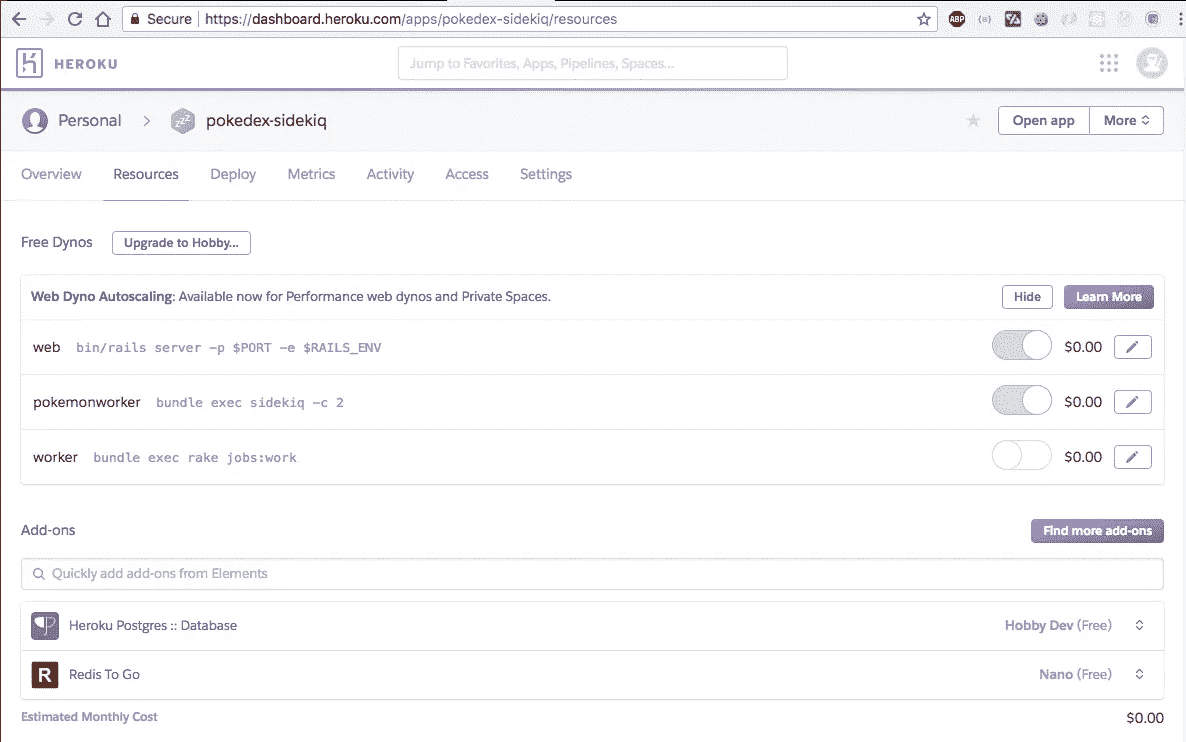 Secure https://dashboard.heroku.com/apps/pokedex-sidekiq/resources ABP
HEROKU Jump to Favorites, Apps, Pipelines, Spaces...
Personal > zzz pokedex-sidekiq Open app More
Overview Resources Deploy Metrics Activity Access Settings
Free Dynos Upgrade to Hobby...
Web Dyno Autoscaling: Available now for Performance web dynos and Private Spaces. Hide Learn More
web bin/rails server -p $PORT -e $RAILS_ENV $0.00
pokemonworker bundle exec sidekiq -c 2 $0.00
worker bundle exec rake jobs:work $0.00
Add-ons Find more add-ons
Quickly add add-ons from Elements
Heroku Postgres :: Database Hobby Dev (Free)
R Redis To Go Nano (Free)
Estimated Monthly Cost $0.00